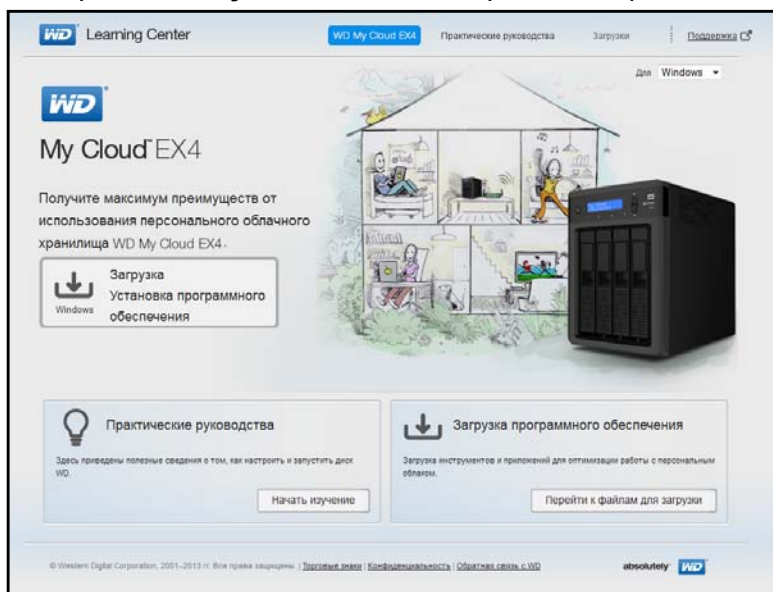 WD Learning Center
WD My Cloud EX4 Практические руководства Загрузки Поддержка
Для Windows
WD
My Cloud™ EX4
Получите максимум преимуществ от
использования персонального облачного
хранилища WD My Cloud EX4.
Загрузка
Установка программного
обеспечения
Windows
Практические руководства
Здесь приведены полезные сведения о том, как настроить и запустить диск
WD.
Начать изучение
Загрузка программного обеспечения
Загрузка инструментов и приложений для оптимизации работы с персональным
облаком.
Перейти к файлам для загрузки
© Western Digital Corporation, 2001–2013 гг. Все права защищены. | Торговые знаки | Конфиденциальность | Обратная связь с WD
absolutely WD